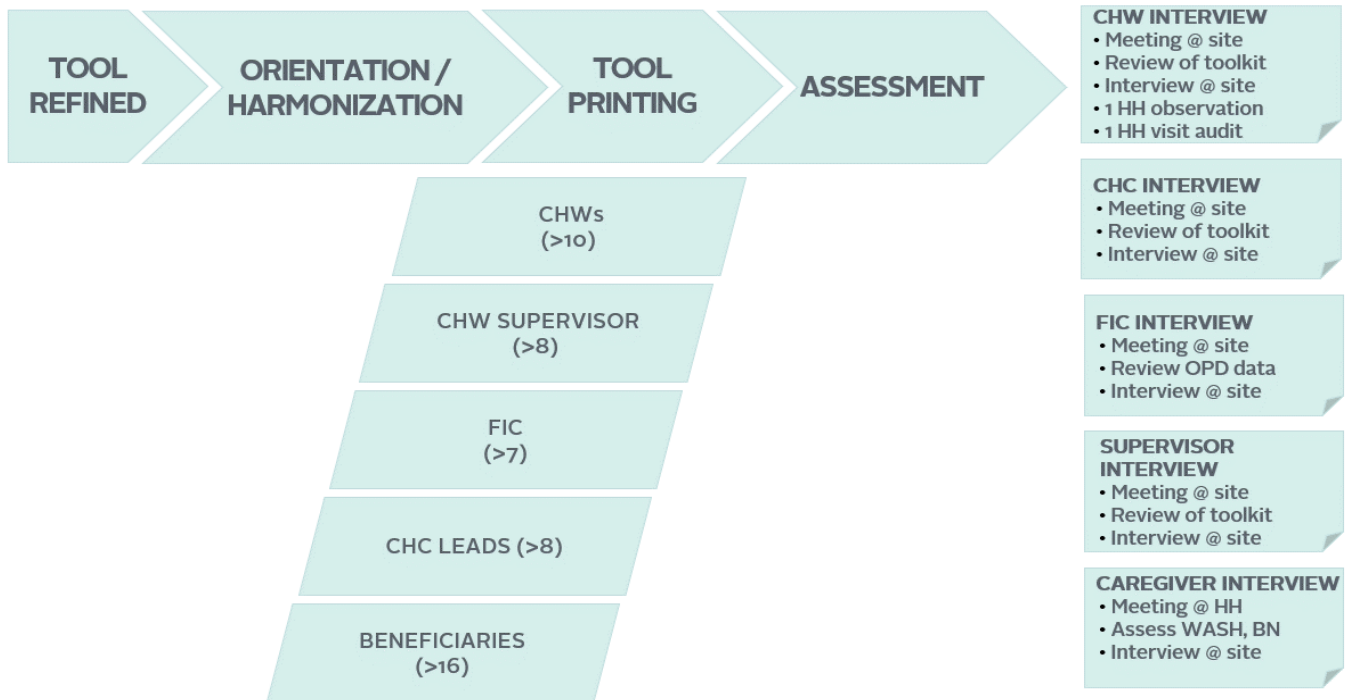 TOOL
REFINED
ORIENTATION /
HARMONIZATION
TOOL
PRINTING
ASSESSMENT
CHWs
(>10)
CHW SUPERVISOR
(>8)
FIC
(>7)
CHC LEADS (>8)
BENEFICIARIES
(>16)
CHW INTERVIEW
• Meeting @ site
• Review of toolkit
• Interview @ site
• 1 HH observation
• 1 HH visit audit
CHC INTERVIEW
• Meeting @ site
• Review of toolkit
• Interview @ site
FIC INTERVIEW
• Meeting @ site
• Review OPD data
• Interview @ site
SUPERVISOR
INTERVIEW
• Meeting @ site
• Review of toolkit
• Interview @ site
CAREGIVER INTERVIEW
• Meeting @ HH
• Assess WASH, BN
• Interview @ site